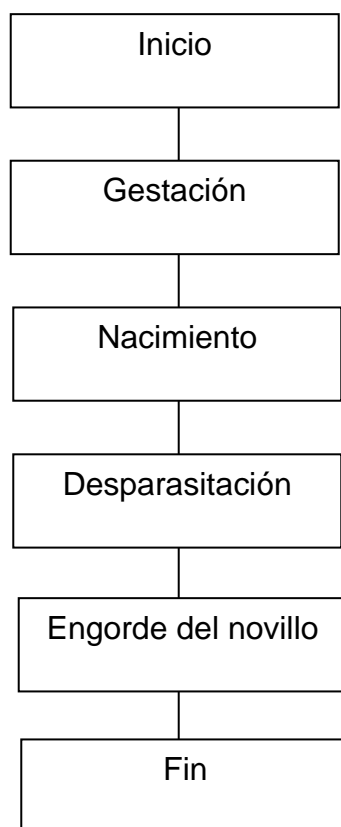 Inicio
Gestación
Nacimiento
Desparasitación
Engorde del novillo
Fin